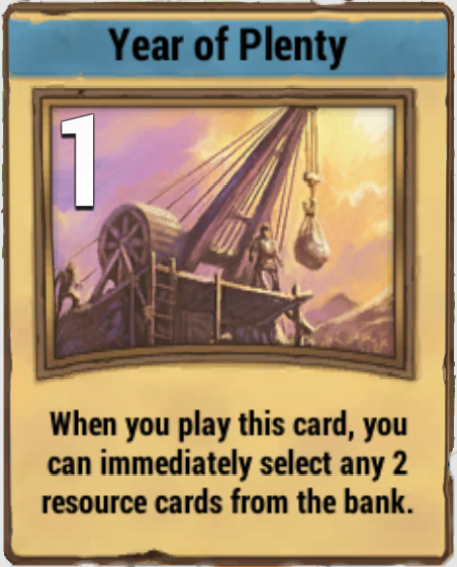 Year of Plenty
1
When you play this card, you
can immediately select any 2
resource cards from the bank.